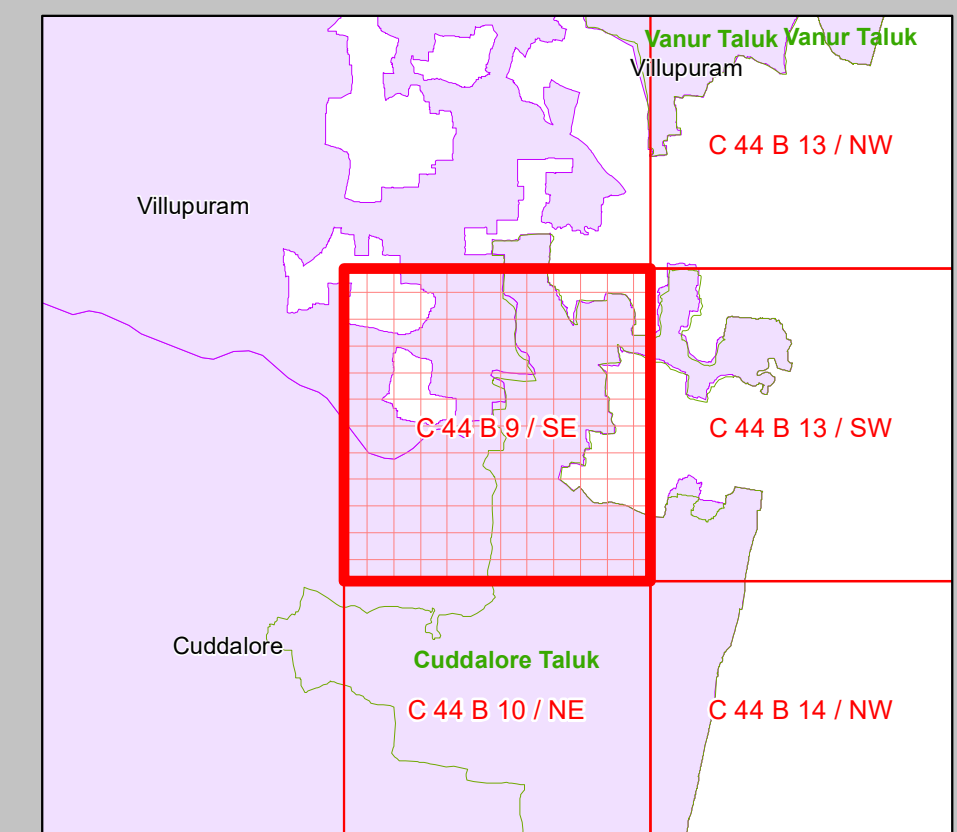 Vanur Taluk Vanur Taluk
Villupuram
C 44 B 13 / NW
Villupuram
C 44 B 9 / SE
C 44 B 13 / SW
Cuddalore
Cuddalore Taluk
C 44 B 10 / NE
C 44 B 14 / NW